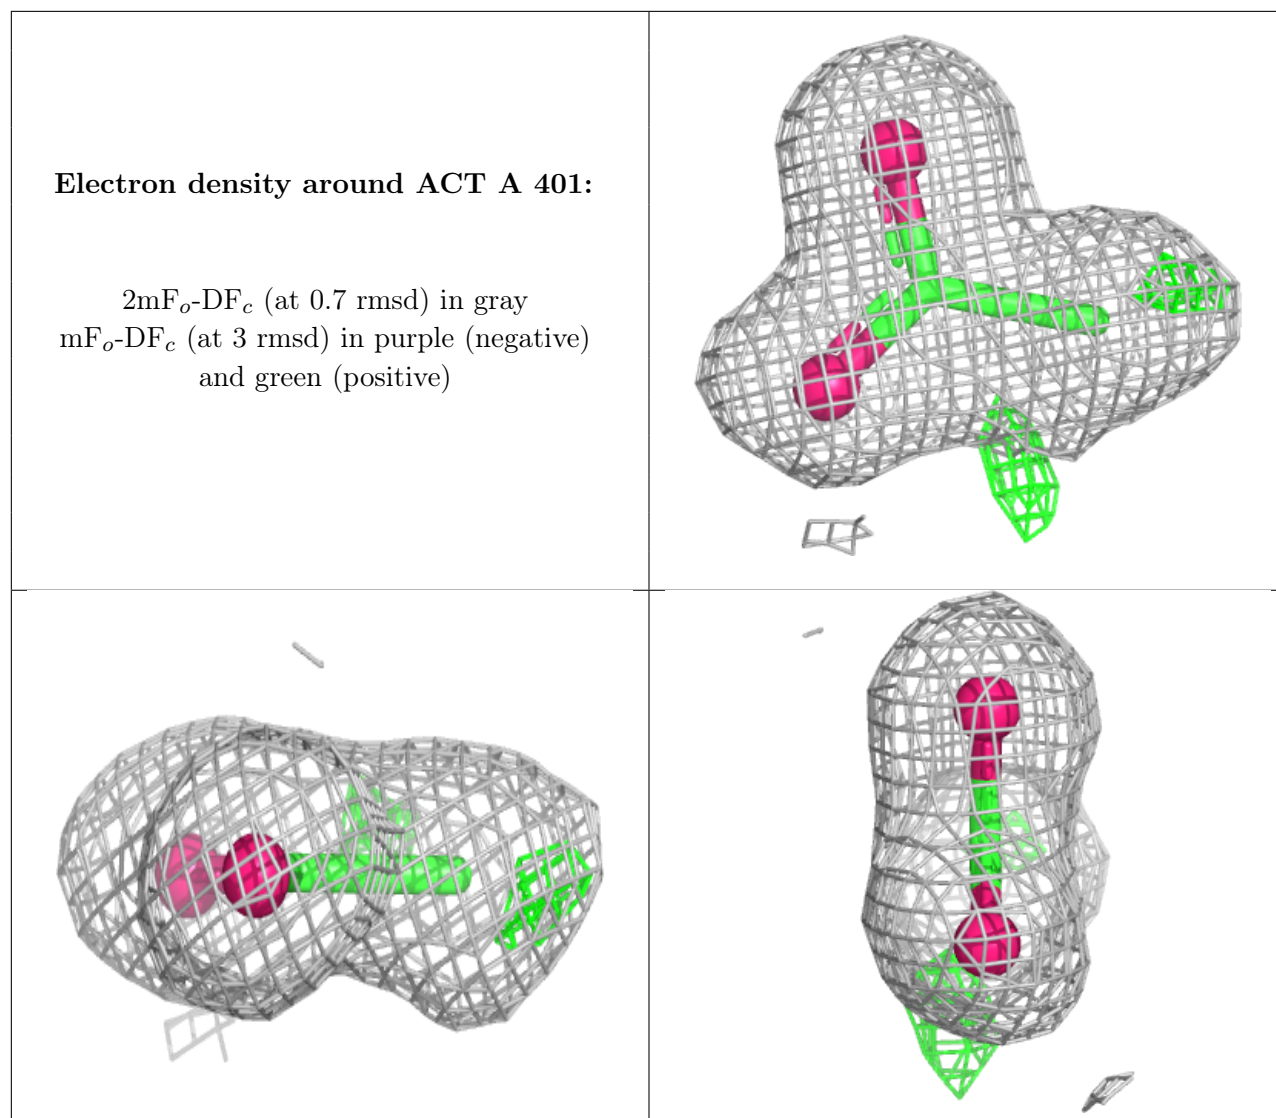 Electron density around ACT A 401:
2mFo-DFc (at 0.7 rmsd) in gray
mFo-DFc (at 3 rmsd) in purple (negative)
and green (positive)